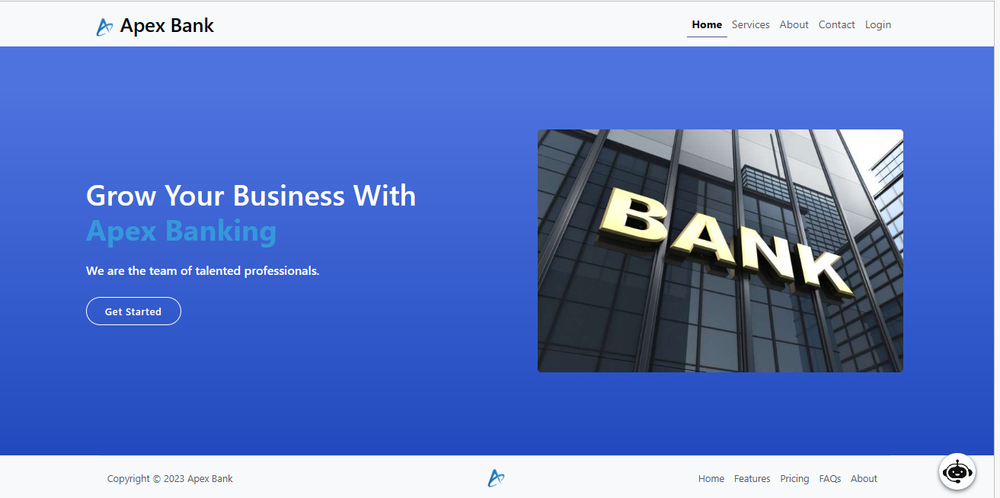 Apex Bank
Home Services About Contact Login
Grow Your Business With
Apex Banking
We are the team of talented professionals.
Get Started
BANK
Copyright © 2023 Apex Bank
Home Features Pricing FAQs About